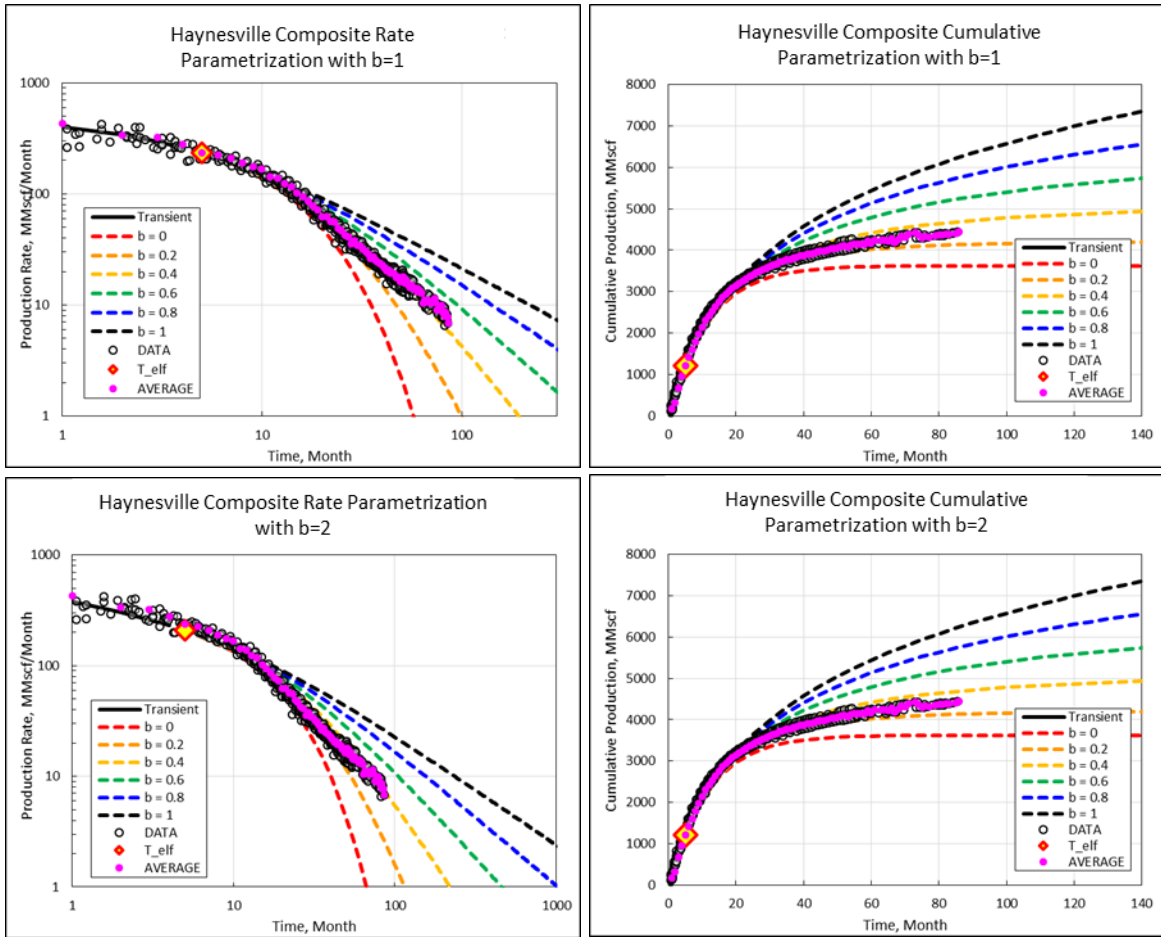 Haynesville Composite Rate
Parametrization with b=1
1000
100
10
1
Production Rate, MMscf/Month
Transient
b = 0
b = 0.2
b = 0.4
b = 0.6
b = 0.8
b = 1
DATA
T_elf
AVERAGE
1
10
100
Time, Month
Haynesville Composite Cumulative
Parametrization with b=1
8000
7000
6000
5000
4000
3000
2000
1000
0
Cumulative Production, MMscf
Transient
b = 0
b = 0.2
b = 0.4
b = 0.6
b = 0.8
b = 1
DATA
T_elf
AVERAGE
0
20
40
60
80
100
120
140
Time, Month
Haynesville Composite Rate Parametrization
with b=2
1000
100
10
1
Production Rate, MMscf/Month
Transient
b = 0
b = 0.2
b = 0.4
b = 0.6
b = 0.8
b = 1
DATA
T_elf
AVERAGE
1
10
100
1000
Time, Month
Haynesville Composite Cumulative
Parametrization with b=2
8000
7000
6000
5000
4000
3000
2000
1000
0
Cumulative Production, MMscf
Transient
b = 0
b = 0.2
b = 0.4
b = 0.6
b = 0.8
b = 1
DATA
T_elf
AVERAGE
0
20
40
60
80
100
120
140
Time, Month